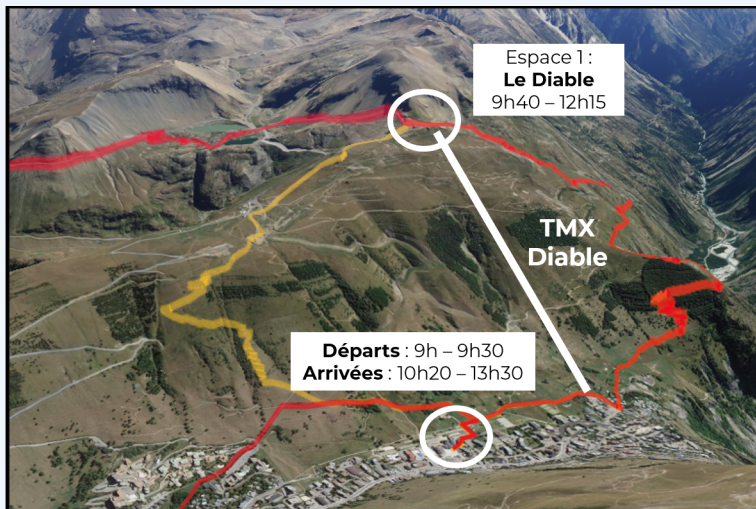 Espace 1 :
Le Diable
9h40 – 12h15
TMX
Diable
Départs : 9h – 9h30
Arrivées : 10h20 – 13h30